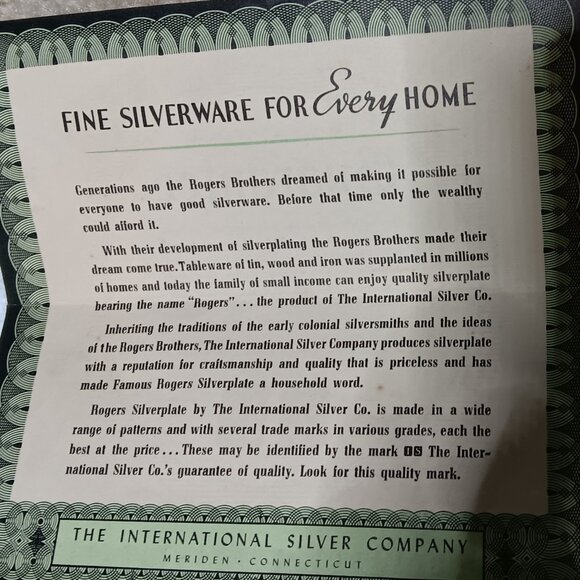 FINE SILVERWARE FOR Every HOME
Generations ago the Rogers Brothers dreamed of making it possible for
everyone to have good silverware. Before that time only the wealthy
could afford it.
With their development of silverplating the Rogers Brothers made their
dream come true. Tableware of tin, wood and iron was supplanted in millions
of homes and today the family of small income can enjoy quality silverplate
bearing the name “Rogers”... the product of The International Silver Co.
Inheriting the traditions of the early colonial silversmiths and the ideas
of the Rogers Brothers, The International Silver Company produces silverplate
with a reputation for craftsmanship and quality that is priceless and has
made Famous Rogers Silverplate a household word.
Rogers Silverplate by The International Silver Co. is made in a wide
range of patterns and with several trade marks in various grades, each the
best at the price...These may be identified by the mark IS The Inter-
national Silver Co.'s guarantee of quality. Look for this quality mark.
THE INTERNATIONAL SILVER COMPANY
MERIDEN · CONNECTICUT